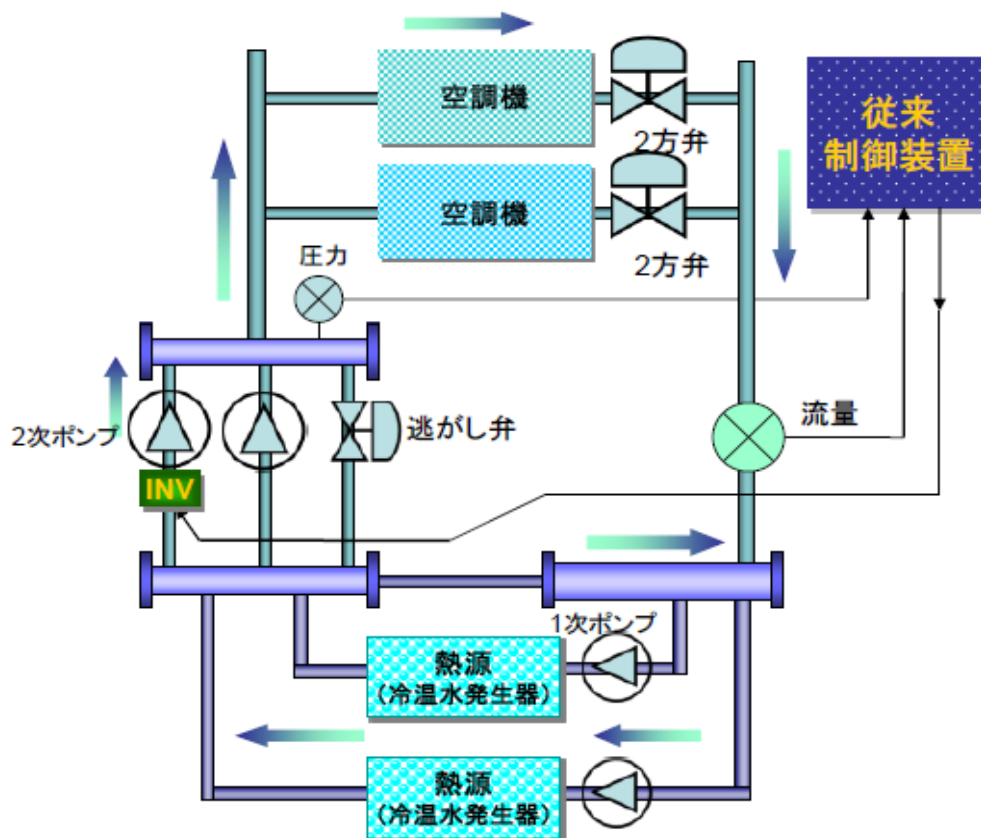 空調機
2方弁
従来
制御装置
空調機
2方弁
圧力
2次ポンプ
逃がし弁
流量
INV
1次ポンプ
熱源
(冷温水発生器)
熱源
(冷温水発生器)